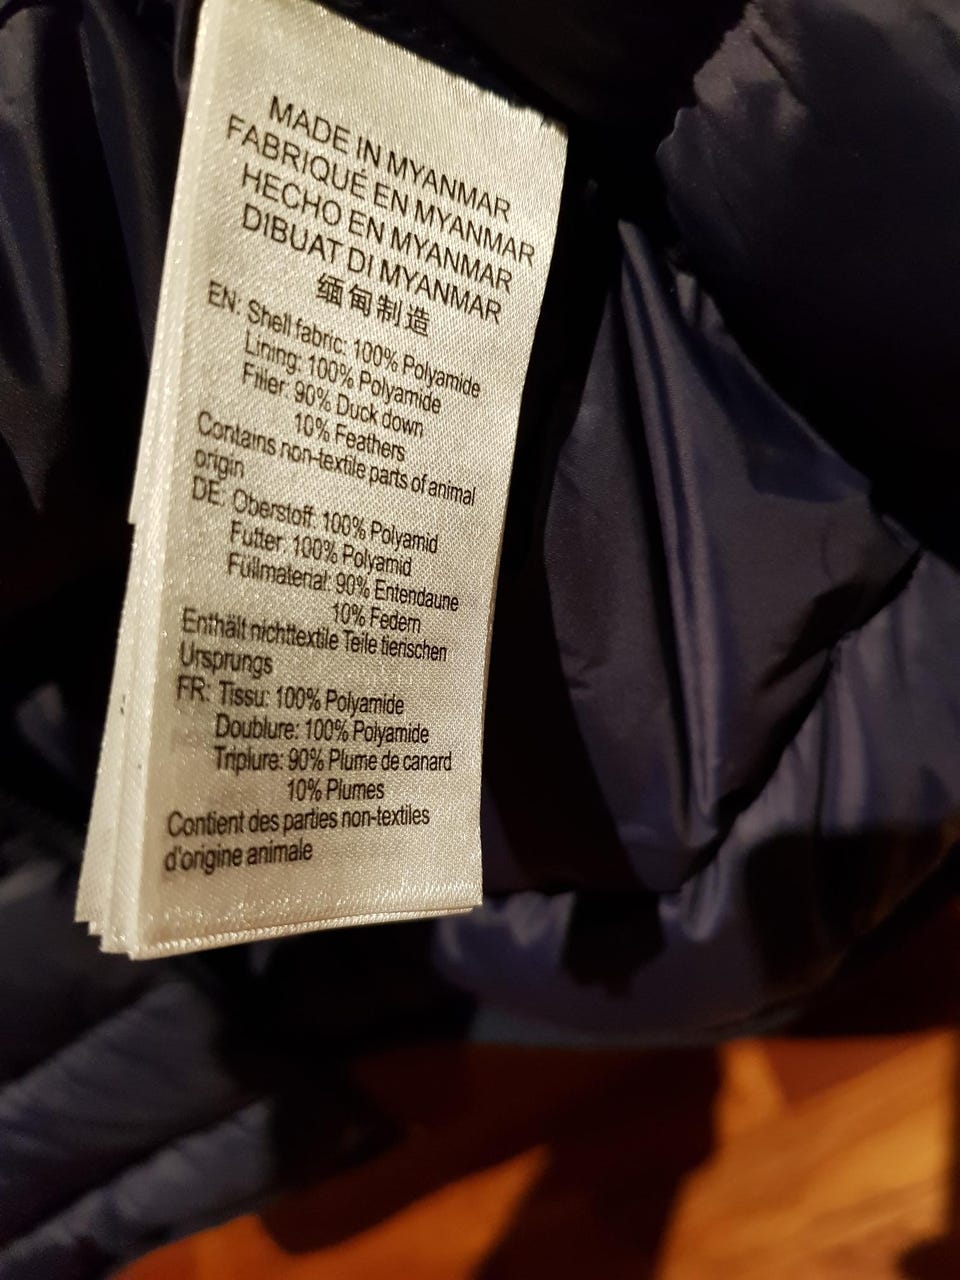 MADE IN MYANMAR
FABRIQUÉ EN MYANMAR
HECHO EN MYANMAR
DIBUAT DI MYANMAR
缅甸制造
EN: Shell fabric: 100% Polyamide
Lining: 100% Polyamide
Filler: 90% Duck down
10% Feathers
Contains non-textile parts of animal
origin
DE: Oberstoff: 100% Polyamid
Futter: 100% Polyamid
Füllmaterial: 90% Entendaune
10% Federn
Enthält nichttextile Teile tierischen
Ursprungs
FR: Tissu: 100% Polyamide
Doublure: 100% Polyamide
Triplure: 90% Plume de canard
10% Plumes
Contient des parties non-textiles
d'origine animale